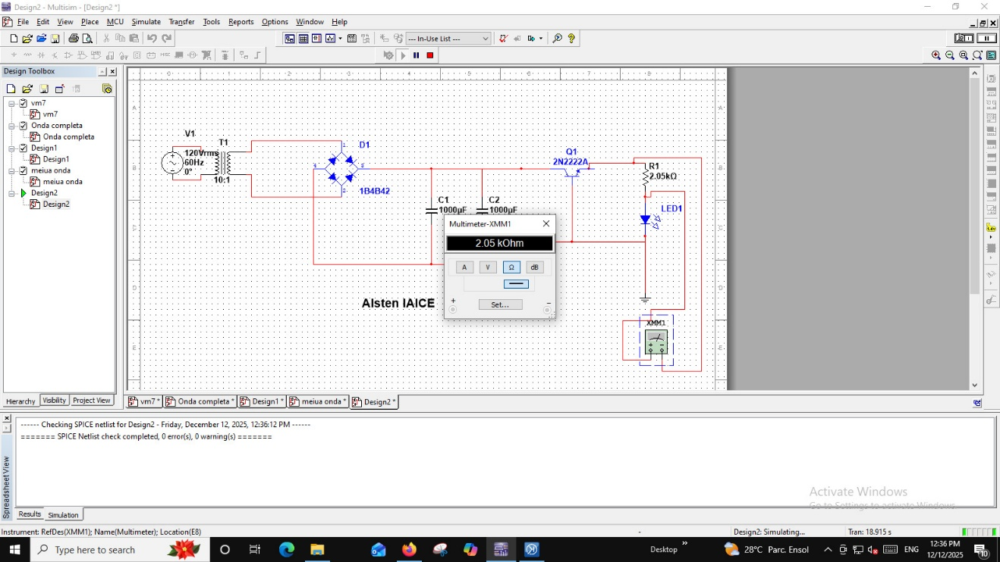 Design2 - Multisim - [Design2 *]
File Edit View Place MCU Simulate Transfer Tools Reports Options Window Help
--- In-Use List ---
Design Toolbox
vm7
vm7
Onda completa
Onda completa
Design1
Design1
meiua onda
meiua onda
Design2
Design2
Hierarchy Visibility Project View
V1
120Vrms
60Hz
0°
T1
10:1
D1
1B4B42
Q1
2N2222A
R1
2.05kΩ
LED1
C1
1000µF
C2
1000µF
Multimeter-XMM1
2.05 kOhm
A V Ω dB
+ Set... −
Alsten IAICE
XMM1
vm7 * Onda completa * Design1 * meiua onda * Design2 *
------ Checking SPICE netlist for Design2 - Friday, December 12, 2025, 12:36:12 PM ------
======= SPICE Netlist check completed, 0 error(s), 0 warning(s) =======
Spreadsheet View
Activate Windows
Go to Settings to activate Windows.
Results Simulation
Instrument: RefDes(XMM1); Name(Multimeter); Location(E8) - Design2: Simulating... Tran: 18.915 s
Type here to search
Desktop
28°C Parc. Ensol
ENG
12:36 PM
12/12/2025
10